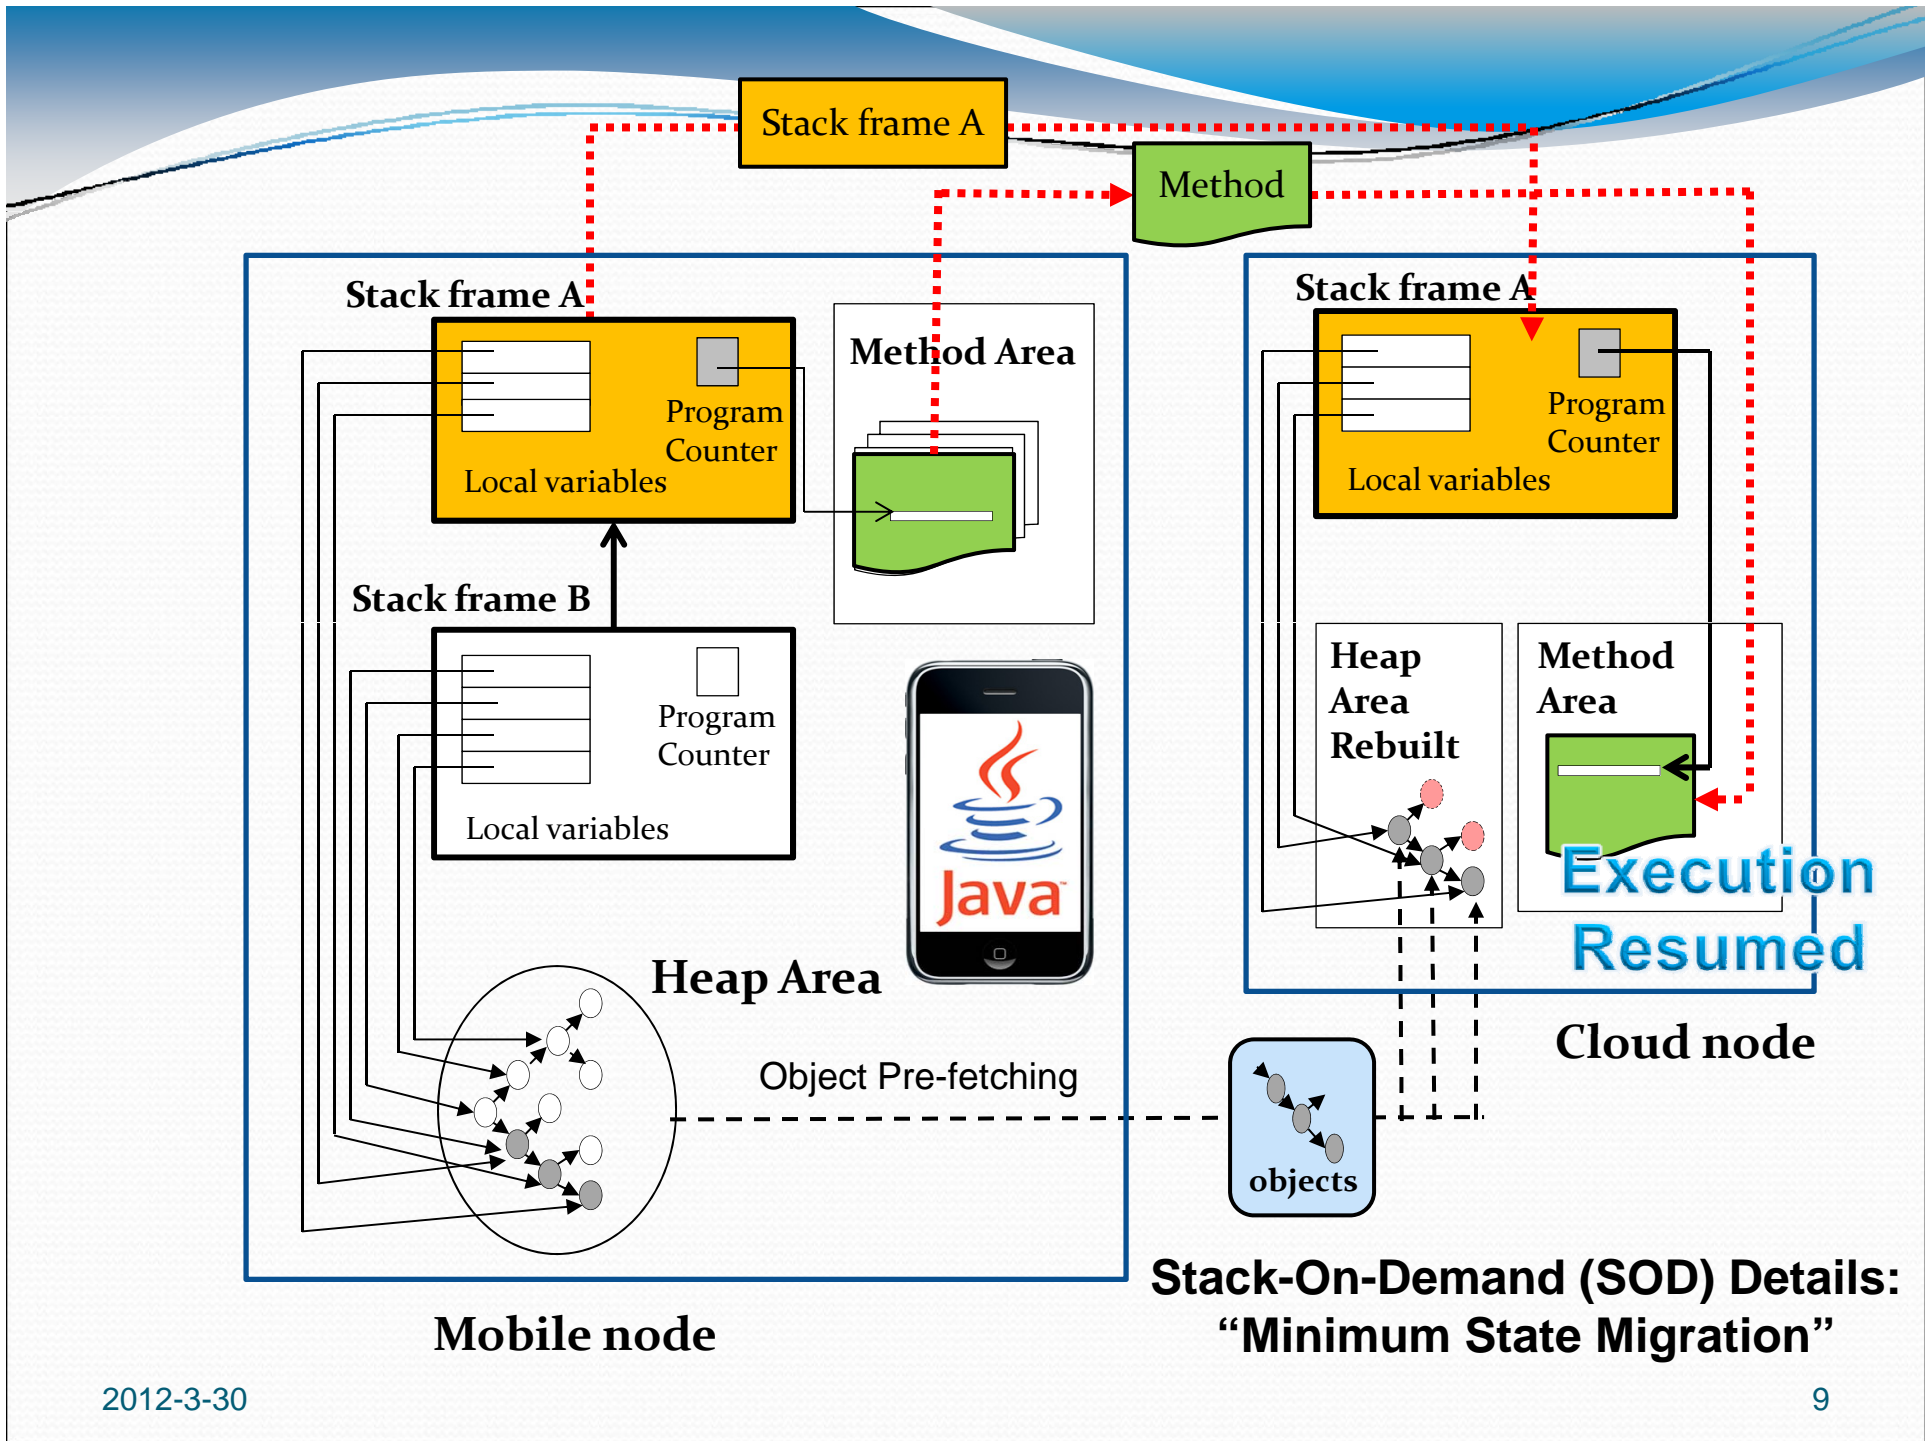 Stack frame A
Method
Stack frame A
Program
Counter
Local variables
Method Area
Stack frame B
Program
Counter
Local variables
Java
Heap Area
Object Pre-fetching
Mobile node
Stack frame A
Program
Counter
Local variables
Heap
Area
Rebuilt
Method
Area
Execution
Resumed
Cloud node
objects
Stack-On-Demand (SOD) Details:
“Minimum State Migration”
2012-3-30
9